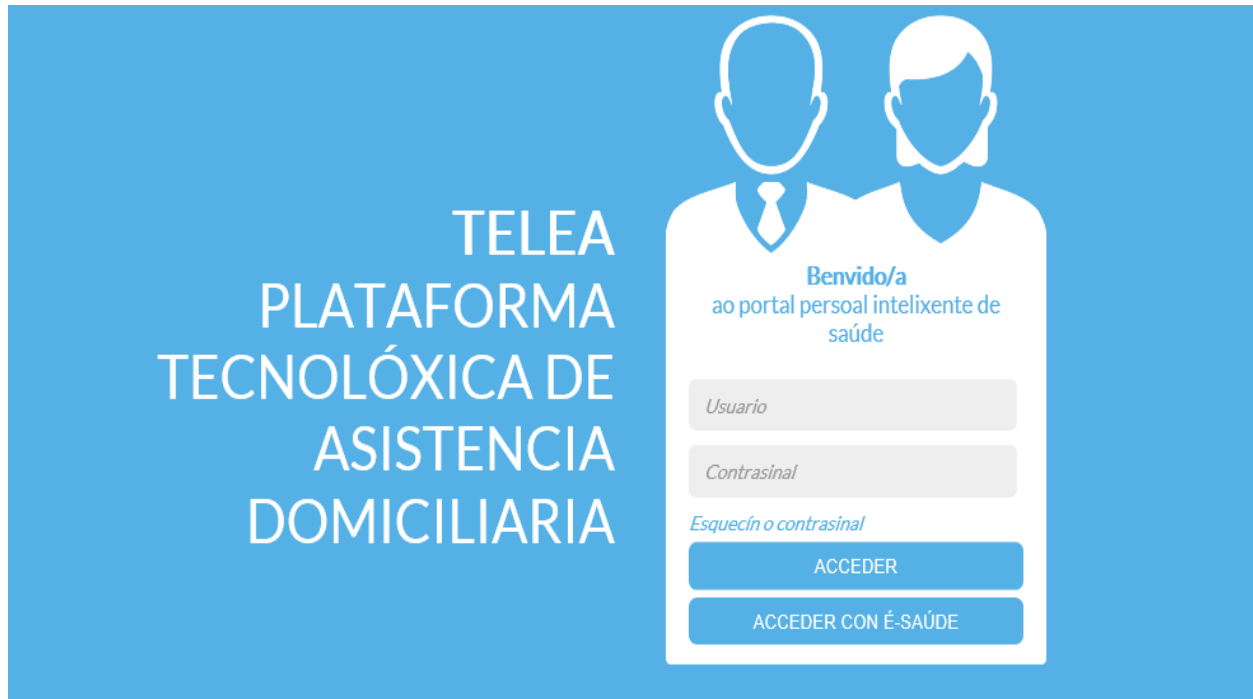 TELEA
PLATAFORMA
TECNOLÓXICA DE
ASISTENCIA
DOMICILIARIA
Benvido/a
ao portal persoal intelixente de
saúde
Usuario
Contrasinal
Esquecín o contrasinal
ACCEDER
ACCEDER CON É-SAÚDE